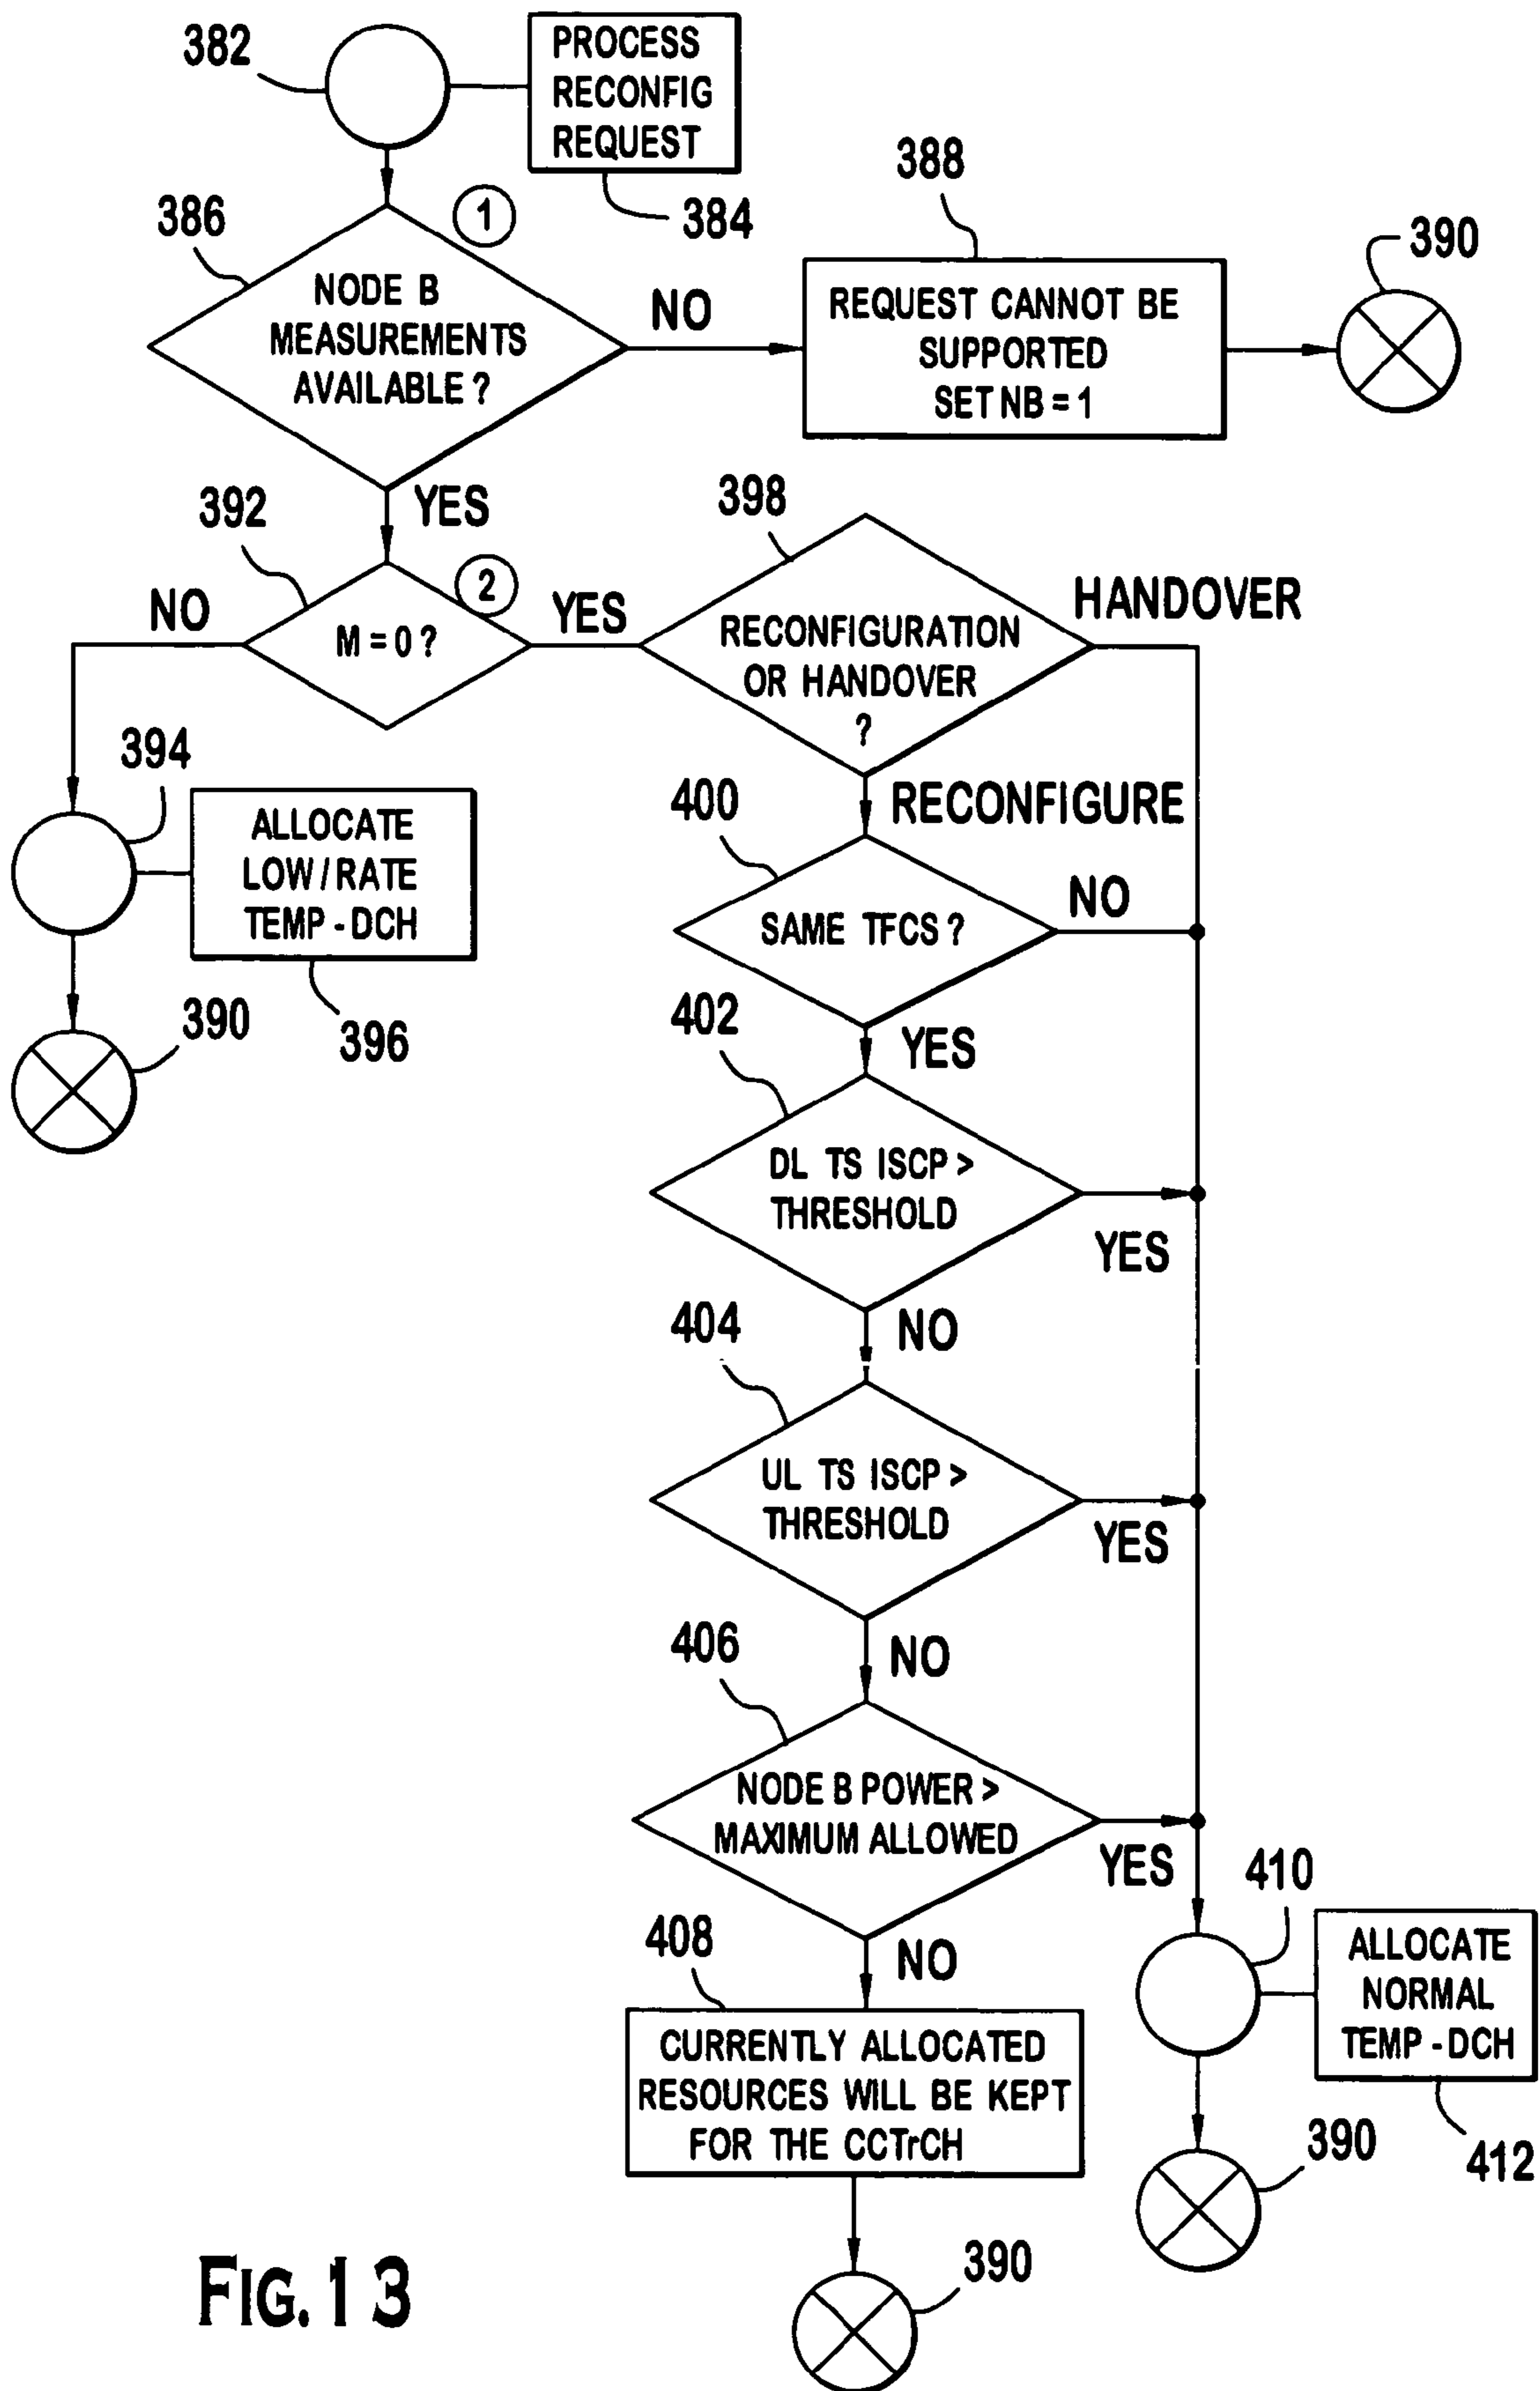 382
PROCESS
RECONFIG
REQUEST
384
386
1
NODE B
MEASUREMENTS
AVAILABLE ?
NO
388
REQUEST CANNOT BE
SUPPORTED
SET NB = 1
390
YES
392
2
M = 0 ?
NO
YES
398
RECONFIGURATION
OR HANDOVER
?
HANDOVER
394
ALLOCATE
LOW / RATE
TEMP - DCH
396
390
RECONFIGURE
400
SAME TFCS ?
NO
YES
402
DL TS ISCP >
THRESHOLD
YES
NO
404
UL TS ISCP >
THRESHOLD
YES
NO
406
NODE B POWER >
MAXIMUM ALLOWED
YES
NO
408
CURRENTLY ALLOCATED
RESOURCES WILL BE KEPT
FOR THE CCTrCH
390
410
ALLOCATE
NORMAL
TEMP - DCH
412
390
FIG. 13